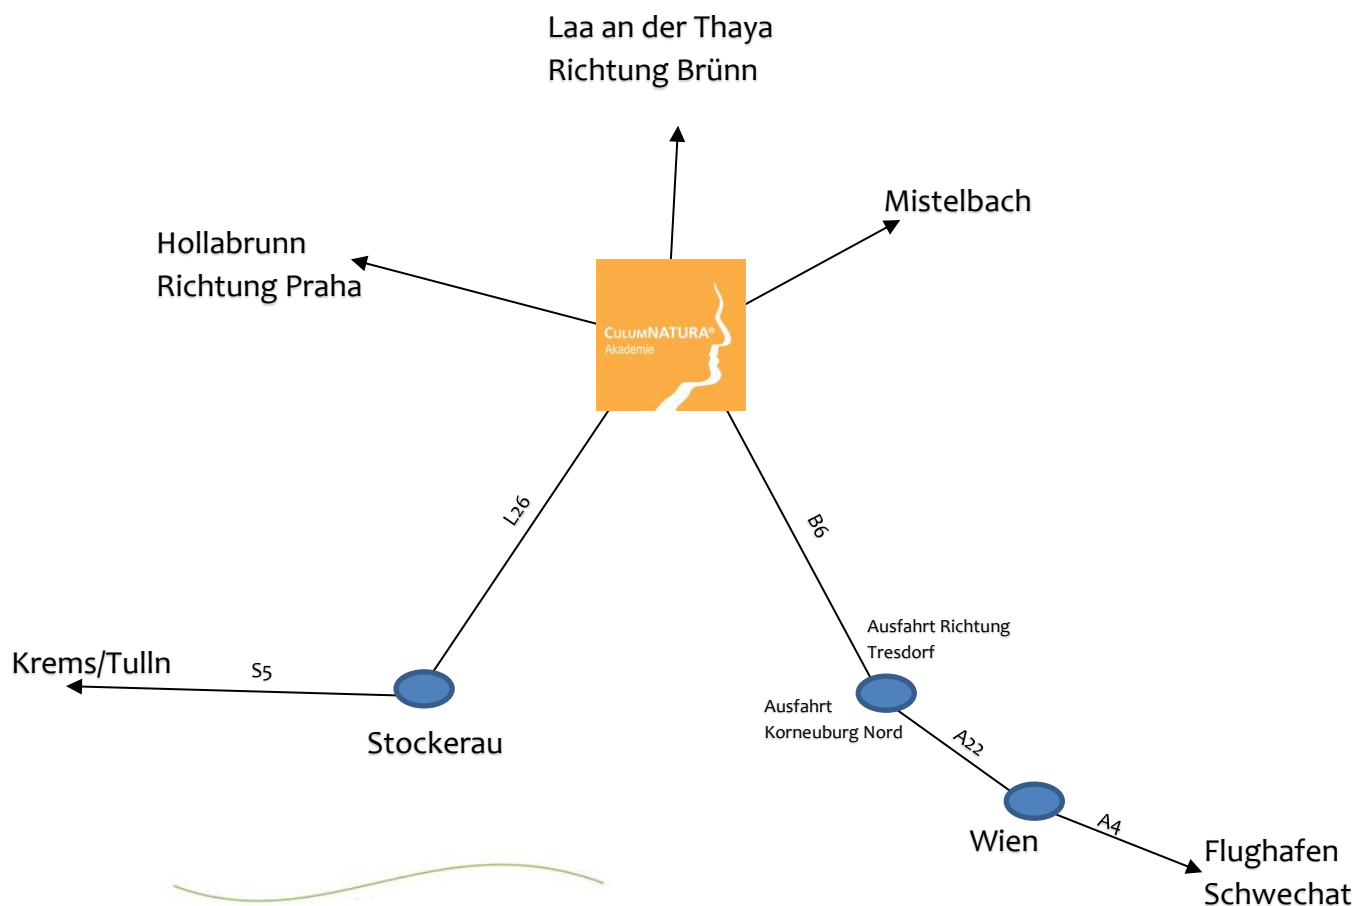 Laa an der Thaya
Richtung Brünn
Mistelbach
Hollabrunn
Richtung Praha
CULUMNATURA®
Akademie
L26
B6
Ausfahrt Richtung
Tresdorf
Krems/Tulln
S5
Ausfahrt
Korneuburg Nord
Stockerau
A22
A4
Wien
Flughafen
Schwechat